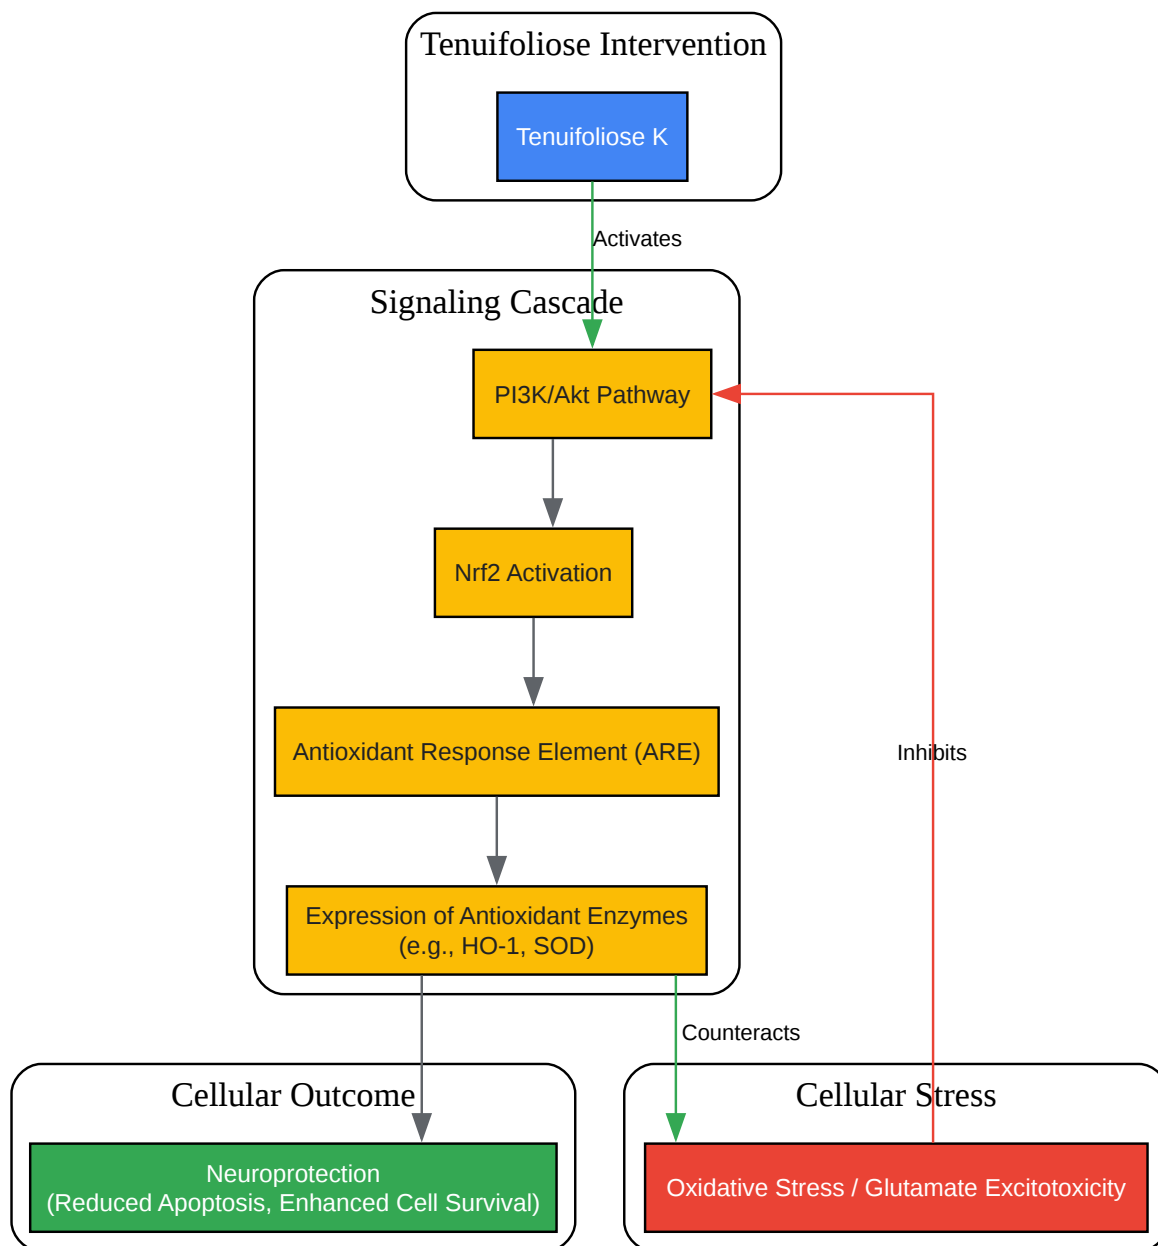 Tenuifoliose Intervention
Tenuifoliose K
Activates
Signaling Cascade
PI3K/Akt Pathway
Nrf2 Activation
Antioxidant Response Element (ARE)
Inhibits
Expression of Antioxidant Enzymes
(e.g., HO-1, SOD)
Counteracts
Cellular Outcome
Neuroprotection
(Reduced Apoptosis, Enhanced Cell Survival)
Cellular Stress
Oxidative Stress / Glutamate Excitotoxicity